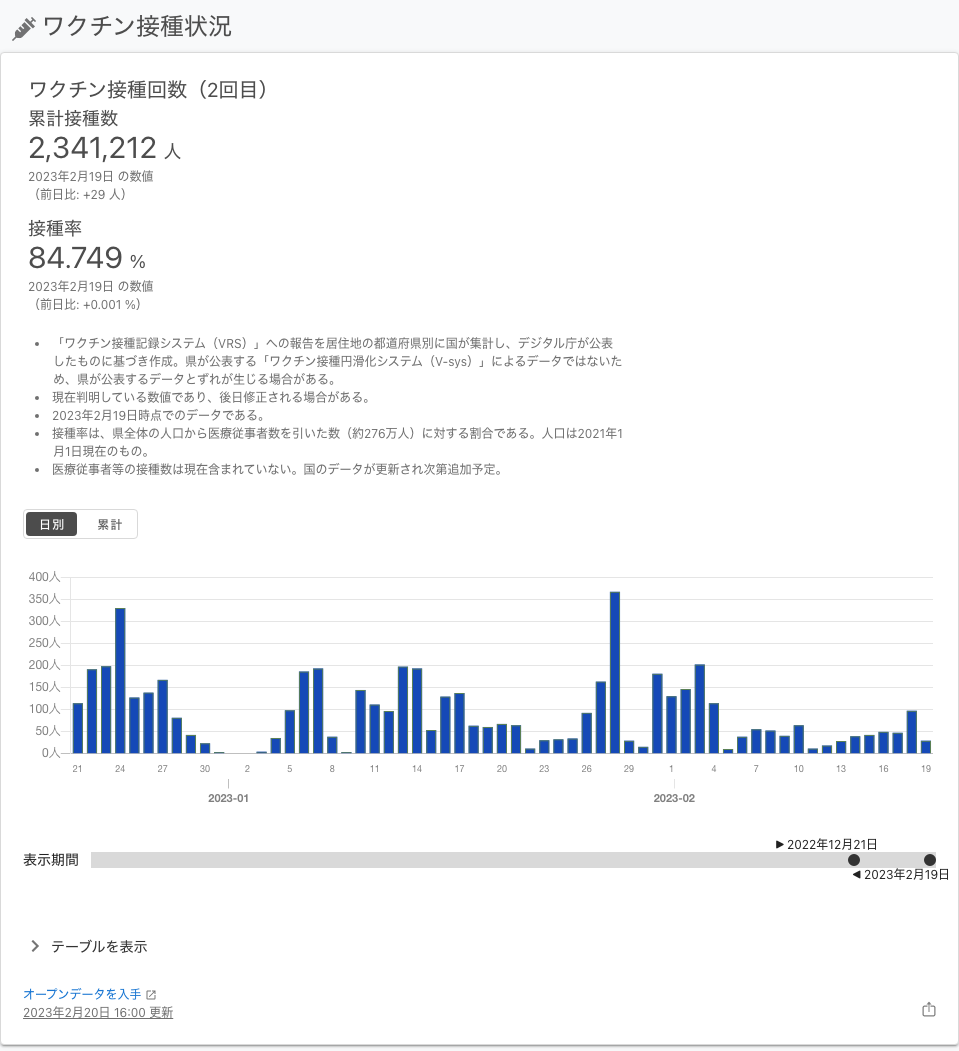 ワクチン接種状況
ワクチン接種回数（2回目）
累計接種数
2,341,212 人
2023年2月19日 の数値
（前日比: +29 人）
接種率
84.749 %
2023年2月19日 の数値
（前日比: +0.001 %）
• 「ワクチン接種記録システム（VRS）」への報告を居住地の都道府県別に国が集計し、デジタル庁が公表
したものに基づき作成。県が公表する「ワクチン接種円滑化システム（V-sys）」によるデータではないた
め、県が公表するデータとずれが生じる場合がある。
• 現在判明している数値であり、後日修正される場合がある。
• 2023年2月19日時点でのデータである。
• 接種率は、県全体の人口から医療従事者数を引いた数（約276万人）に対する割合である。人口は2021年1
月1日現在のもの。
• 医療従事者等の接種数は現在含まれていない。国のデータが更新され次第追加予定。
日別 累計
400人
350人
300人
250人
200人
150人
100人
50人
0人
21 24 27 30 2 5 8 11 14 17 20 23 26 29 1 4 7 10 13 16 19
2023-01 2023-02
▶ 2022年12月21日
表示期間
◀ 2023年2月19日
テーブルを表示
オープンデータを入手
2023年2月20日 16:00 更新